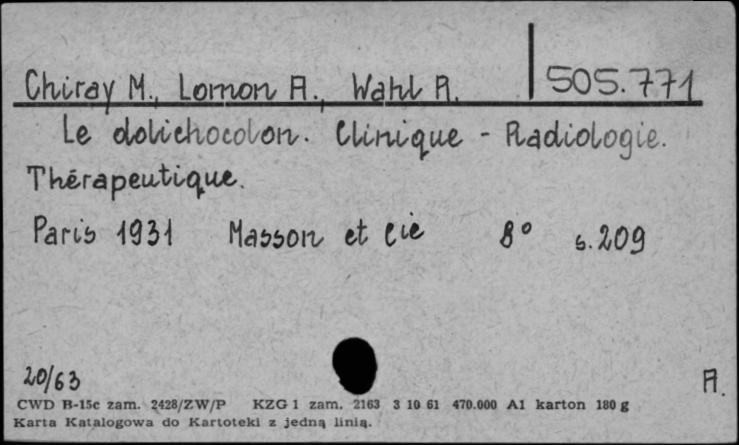 Chiray M., Lomon A., Wahl R. 505.771
Le dolichocolon. Clinique - Radiologie.
Thérapeutique.
Paris 1931 Masson et Cie 8° s. 209
20/63
A.
CWD B-15c zam. 2428/ZW/P KZG 1 zam. 2163 3 10 61 470.000 A1 karton 180 g
Karta Katalogowa do Kartoteki z jedną linią.